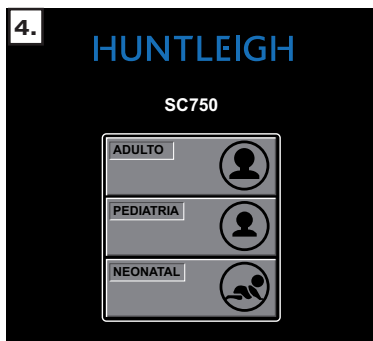 4.
HUNTLEIGH
SC750
ADULTO
PEDIATRIA
NEONATAL